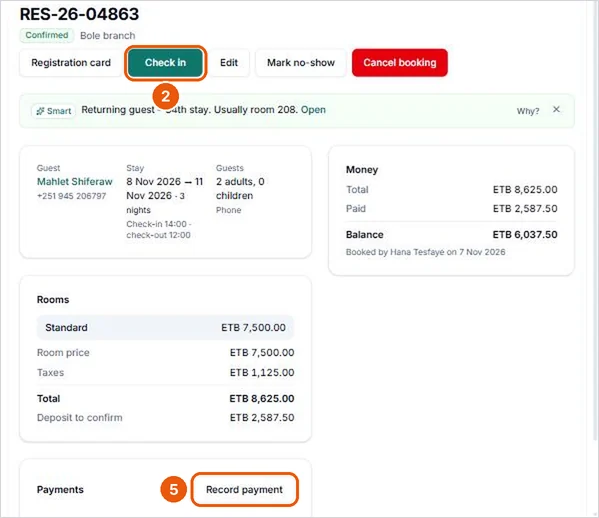 RES-26-04863
Confirmed Bole branch
Registration card Check in Edit Mark no-show Cancel booking
2
Smart Returning guest · 4th stay. Usually room 208. Open Why? ×
Guest
Mahlet Shiferaw
+251 945 206797
Stay
8 Nov 2026 → 11
Nov 2026 · 3
nights
Check-in 14:00 ·
check-out 12:00
Guests
2 adults, 0
children
Phone
Money
Total ETB 8,625.00
Paid ETB 2,587.50
Balance ETB 6,037.50
Booked by Hana Tesfaye on 7 Nov 2026
Rooms
Standard ETB 7,500.00
Room price ETB 7,500.00
Taxes ETB 1,125.00
Total ETB 8,625.00
Deposit to confirm ETB 2,587.50
Payments 5 Record payment